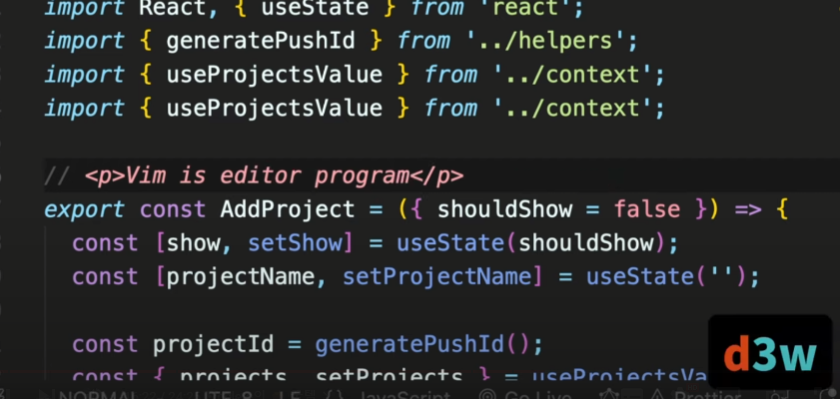 import React, { useState } from 'react';
import { generatePushId } from '../helpers';
import { useProjectsValue } from '../context';
import { useProjectsValue } from '../context';
// <p>Vim is editor program</p>
export const AddProject = ({ shouldShow = false }) => {
const [show, setShow] = useState(shouldShow);
const [projectName, setProjectName] = useState('');
const projectId = generatePushId();
d3w
const { projects, setProjects } = useProjectsVa
NORMAL UTF-8 LF {} JavaScript Go Live Prettier